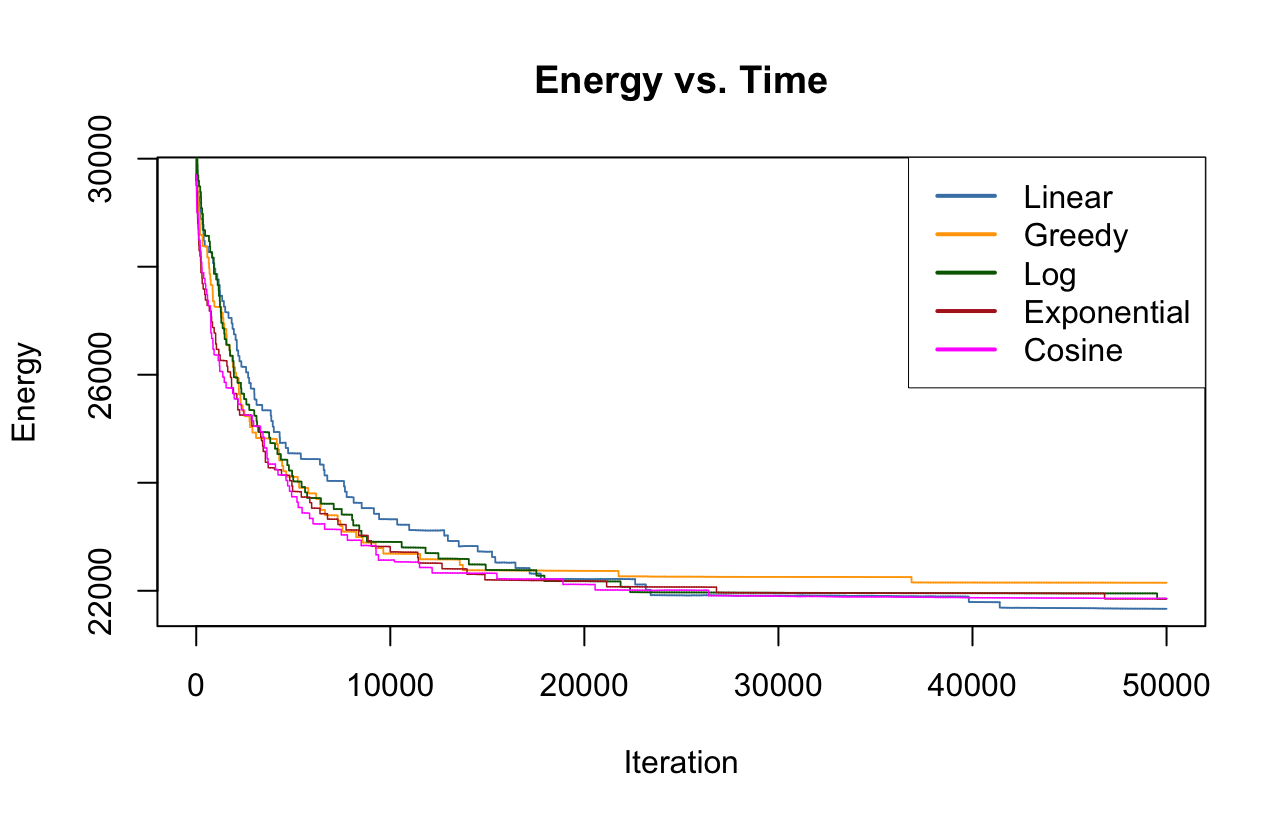 Energy vs. Time
30000
26000
22000
Energy
Linear
Greedy
Log
Exponential
Cosine
0 10000 20000 30000 40000 50000
Iteration